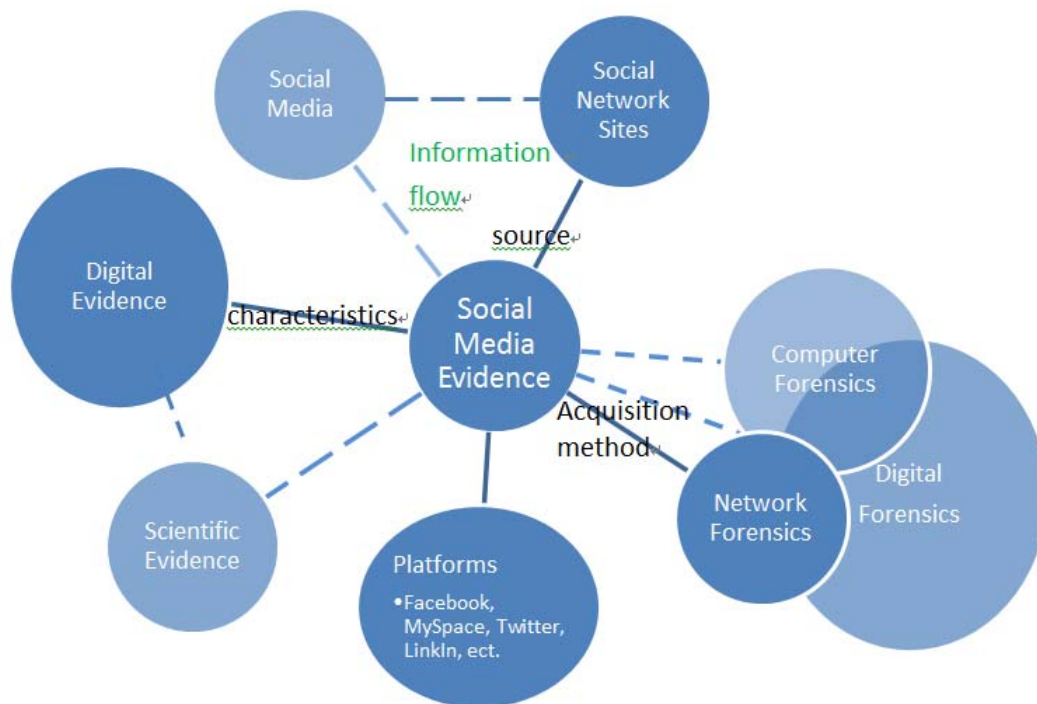 Social
Media
Social
Network
Sites
Information
flow
source
Digital
Evidence
characteristics
Social
Media
Evidence
Computer
Forensics
Acquisition
method
Network
Forensics
Digital
Forensics
Scientific
Evidence
Platforms
•Facebook,
MySpace, Twitter,
LinkIn, ect.